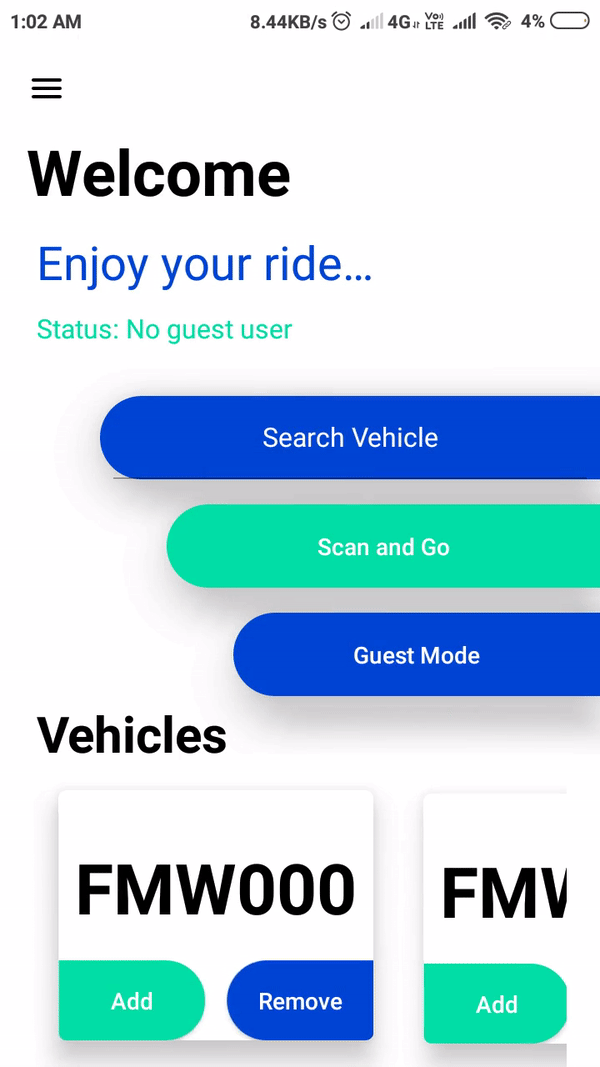 1:02 AM 8.44KB/s 4G Vo) LTE 4%
Welcome
Enjoy your ride...
Status: No guest user
Search Vehicle
Scan and Go
Guest Mode
Vehicles
FMW000 FMW
Add Remove Add